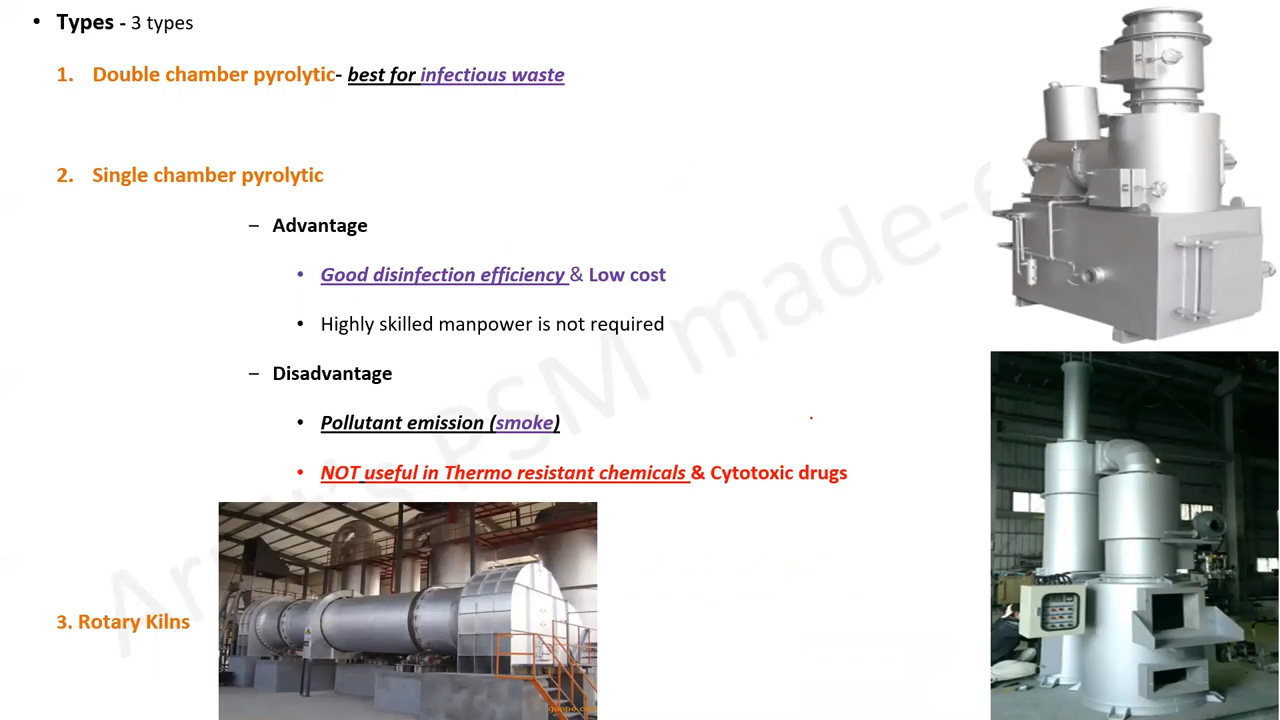 • Types - 3 types
1. Double chamber pyrolytic- best for infectious waste
2. Single chamber pyrolytic
– Advantage
• Good disinfection efficiency & Low cost
• Highly skilled manpower is not required
– Disadvantage
• Pollutant emission (smoke)
• NOT useful in Thermo resistant chemicals & Cytotoxic drugs
3. Rotary Kilns
PSM made-e